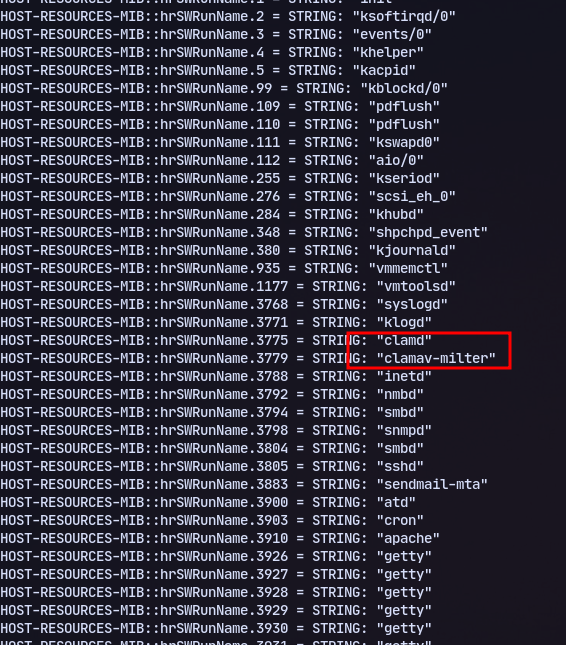 HOST-RESOURCES-MIB::hrSWRunName.1 = STRING: "init"
HOST-RESOURCES-MIB::hrSWRunName.2 = STRING: "ksoftirqd/0"
HOST-RESOURCES-MIB::hrSWRunName.3 = STRING: "events/0"
HOST-RESOURCES-MIB::hrSWRunName.4 = STRING: "khelper"
HOST-RESOURCES-MIB::hrSWRunName.5 = STRING: "kacpid"
HOST-RESOURCES-MIB::hrSWRunName.99 = STRING: "kblockd/0"
HOST-RESOURCES-MIB::hrSWRunName.109 = STRING: "pdflush"
HOST-RESOURCES-MIB::hrSWRunName.110 = STRING: "pdflush"
HOST-RESOURCES-MIB::hrSWRunName.111 = STRING: "kswapd0"
HOST-RESOURCES-MIB::hrSWRunName.112 = STRING: "aio/0"
HOST-RESOURCES-MIB::hrSWRunName.255 = STRING: "kseriod"
HOST-RESOURCES-MIB::hrSWRunName.276 = STRING: "scsi_eh_0"
HOST-RESOURCES-MIB::hrSWRunName.284 = STRING: "khubd"
HOST-RESOURCES-MIB::hrSWRunName.348 = STRING: "shpchpd_event"
HOST-RESOURCES-MIB::hrSWRunName.380 = STRING: "kjournald"
HOST-RESOURCES-MIB::hrSWRunName.935 = STRING: "vmmemctl"
HOST-RESOURCES-MIB::hrSWRunName.1177 = STRING: "vmtoolsd"
HOST-RESOURCES-MIB::hrSWRunName.3768 = STRING: "syslogd"
HOST-RESOURCES-MIB::hrSWRunName.3771 = STRING: "klogd"
HOST-RESOURCES-MIB::hrSWRunName.3775 = STRING: "clamd"
HOST-RESOURCES-MIB::hrSWRunName.3779 = STRING: "clamav-milter"
HOST-RESOURCES-MIB::hrSWRunName.3788 = STRING: "inetd"
HOST-RESOURCES-MIB::hrSWRunName.3792 = STRING: "nmbd"
HOST-RESOURCES-MIB::hrSWRunName.3794 = STRING: "smbd"
HOST-RESOURCES-MIB::hrSWRunName.3798 = STRING: "snmpd"
HOST-RESOURCES-MIB::hrSWRunName.3804 = STRING: "smbd"
HOST-RESOURCES-MIB::hrSWRunName.3805 = STRING: "sshd"
HOST-RESOURCES-MIB::hrSWRunName.3883 = STRING: "sendmail-mta"
HOST-RESOURCES-MIB::hrSWRunName.3900 = STRING: "atd"
HOST-RESOURCES-MIB::hrSWRunName.3903 = STRING: "cron"
HOST-RESOURCES-MIB::hrSWRunName.3910 = STRING: "apache"
HOST-RESOURCES-MIB::hrSWRunName.3926 = STRING: "getty"
HOST-RESOURCES-MIB::hrSWRunName.3927 = STRING: "getty"
HOST-RESOURCES-MIB::hrSWRunName.3928 = STRING: "getty"
HOST-RESOURCES-MIB::hrSWRunName.3929 = STRING: "getty"
HOST-RESOURCES-MIB::hrSWRunName.3930 = STRING: "getty"
HOST-RESOURCES-MIB::hrSWRunName.3931 = STRING: "getty"